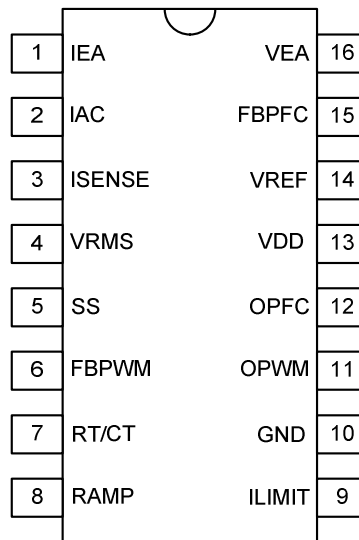 1 IEA VEA 16
2 IAC FBPFC 15
3 ISENSE VREF 14
4 VRMS VDD 13
5 SS OPFC 12
6 FBPWM OPWM 11
7 RT/CT GND 10
8 RAMP ILIMIT 9